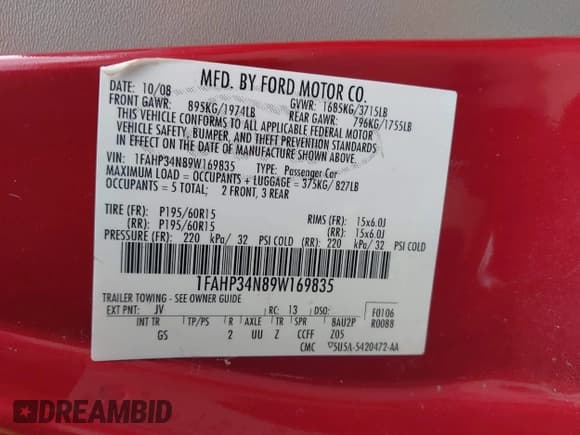 MFD. BY FORD MOTOR CO.
DATE: 10/08 GVWR: 1685KG/3715LB
FRONT GAWR: 895KG/1974LB REAR GAWR: 796KG/1755LB
THIS VEHICLE CONFORMS TO ALL APPLICABLE FEDERAL MOTOR
VEHICLE SAFETY, BUMPER, AND THEFT PREVENTION STANDARDS
IN EFFECT ON THE DATE OF MANUFACTURE SHOWN ABOVE.
VIN: 1FAHP34N89W169835 TYPE: Passenger Car
MAXIMUM LOAD = OCCUPANTS + LUGGAGE = 375KG/ 827LB
OCCUPANTS = 5 TOTAL; 2 FRONT, 3 REAR
TIRE (FR): P195/60R15 RIMS (FR): 15x6.0J
(RR): P195/60R15 (RR): 15x6.0J
PRESSURE (FR): 220 kPa/ 32 PSI COLD (RR): 220 kPa/ 32 PSI COLD
1FAHP34N89W169835
TRAILER TOWING - SEE OWNER GUIDE
EXT PNT: JV RC: 13 DSO: F0106
INT TR TP/PS R AXLE TR SPR BAU2P R0088
GS 2 UU Z CCFF Z05
CMC 5U5A-5420472-AA
DREAMBID